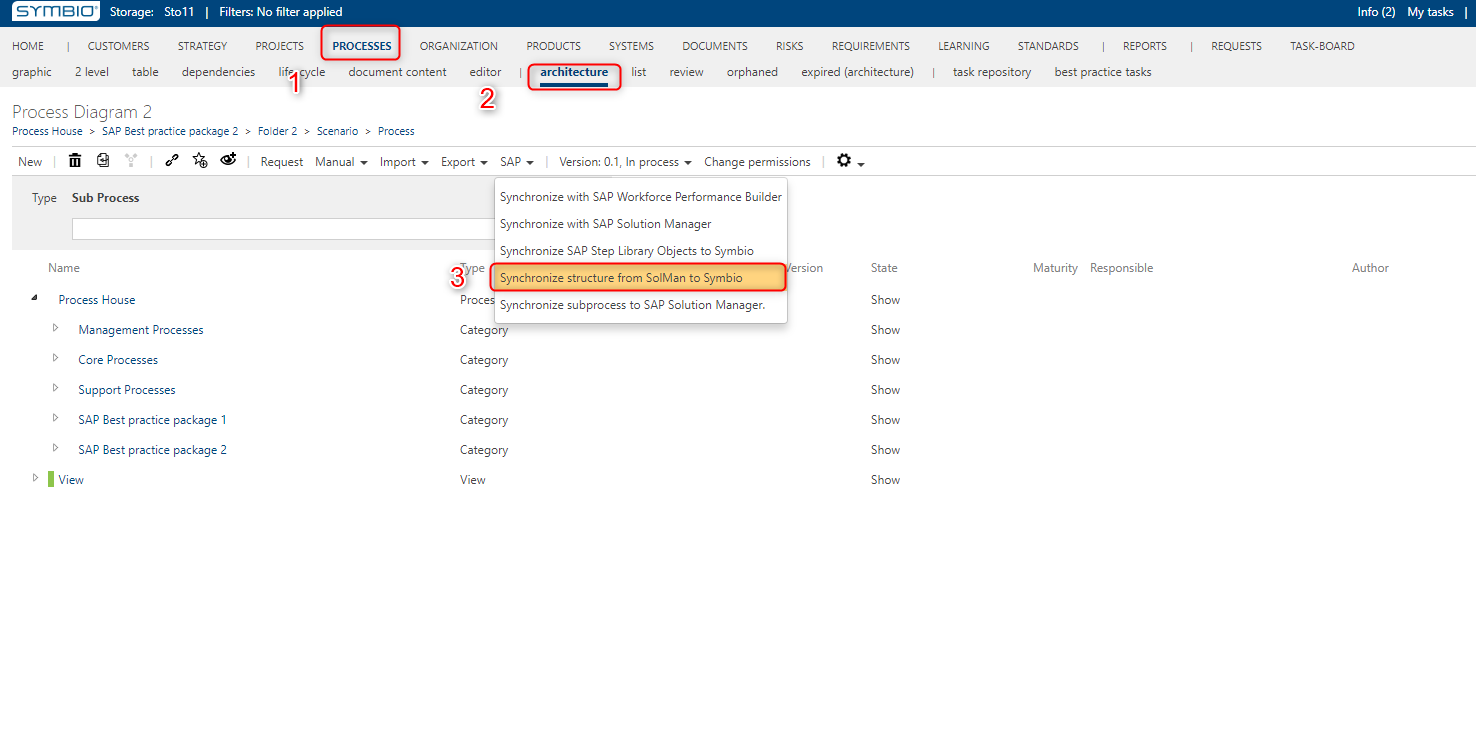 SYMBIO Storage: Sto11 | Filters: No filter applied Info (2) My tasks |
HOME | CUSTOMERS STRATEGY PROJECTS PROCESSES ORGANIZATION PRODUCTS SYSTEMS DOCUMENTS RISKS REQUIREMENTS LEARNING STANDARDS | REPORTS | REQUESTS TASK-BOARD
graphic 2 level table dependencies life cycle document content editor | architecture list review orphaned expired (architecture) | task repository best practice tasks
1 2
Process Diagram 2
Process House > SAP Best practice package 2 > Folder 2 > Scenario > Process
New | | Request Manual Import Export SAP | Version: 0.1, In process Change permissions |
Type Sub Process
Synchronize with SAP Workforce Performance Builder
Synchronize with SAP Solution Manager
Synchronize SAP Step Library Objects to Symbio
3 Synchronize structure from SolMan to Symbio
Synchronize subprocess to SAP Solution Manager.
Name Type Version State Maturity Responsible Author
Process House Show
Management Processes Category Show
Core Processes Category Show
Support Processes Category Show
SAP Best practice package 1 Category Show
SAP Best practice package 2 Category Show
View View Show